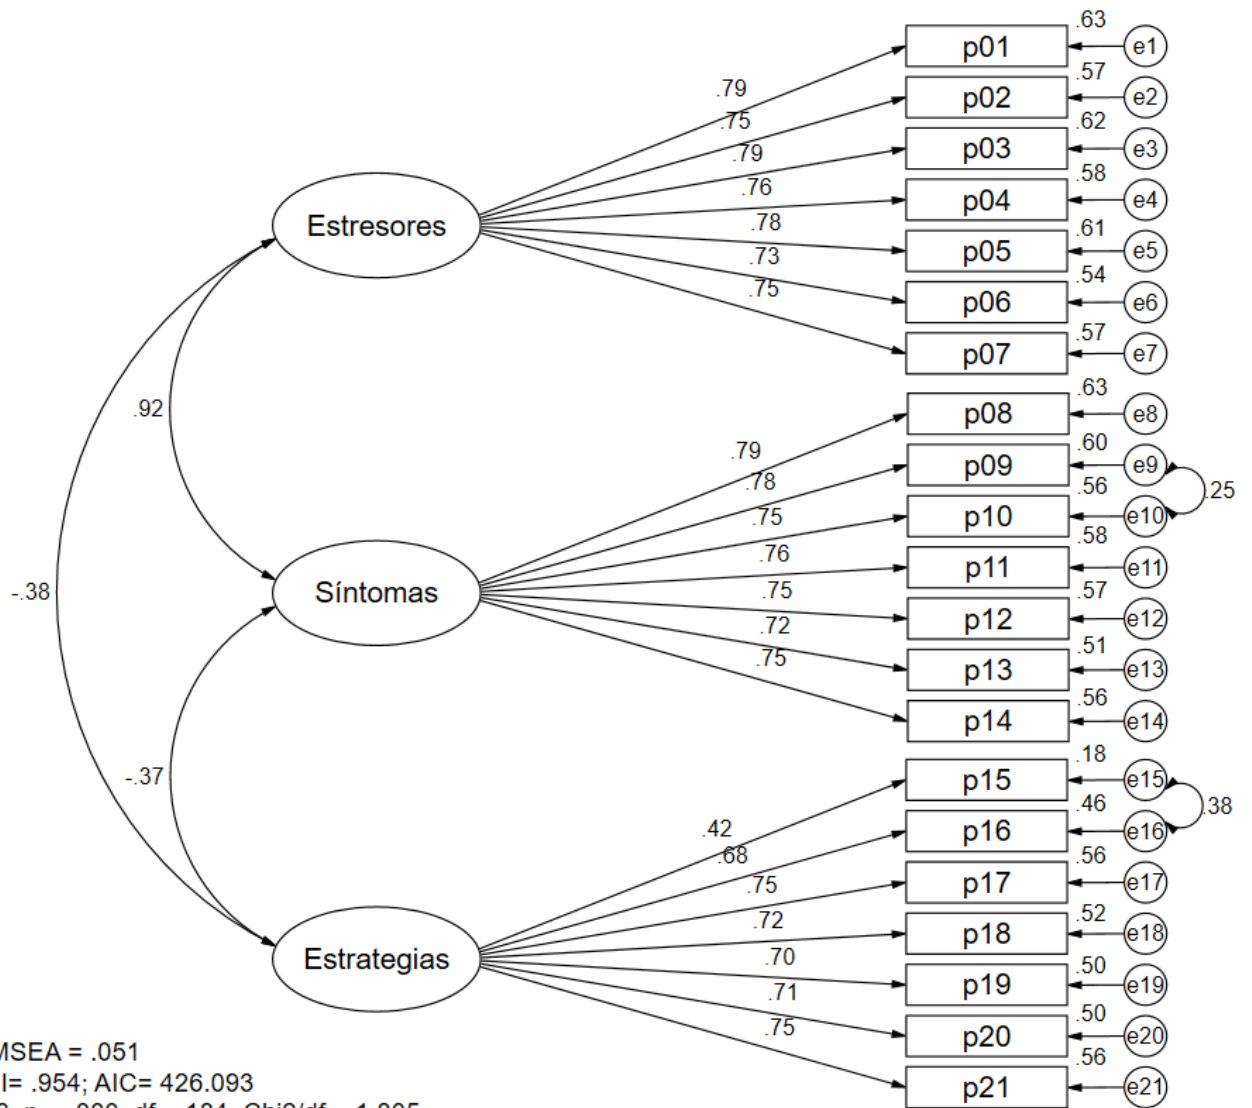 .63
p01 e1
.79 .57
p02 e2
.75 .62
p03 e3
.79 .58
p04 e4
.76 .61
Estresores
p05 e5
.78 .54
p06 e6
.73 .57
p07 e7
.75
.92
.63
p08 e8
.79 .60
p09 e9
.78 .56 .25
p10 e10
.75 .58
p11 e11
.76 .57
Síntomas
-.38
p12 e12
.75 .51
p13 e13
.72 .56
p14 e14
.75
-.37
.18
p15 e15
.42 .46 .38
p16 e16
.68 .56
p17 e17
.75 .52
p18 e18
.72 .50
Estrategias
p19 e19
.70 .50
p20 e20
.71 .56
p21 e21
.75
MSEA = .051
I= .954; AIC= 426.093
df